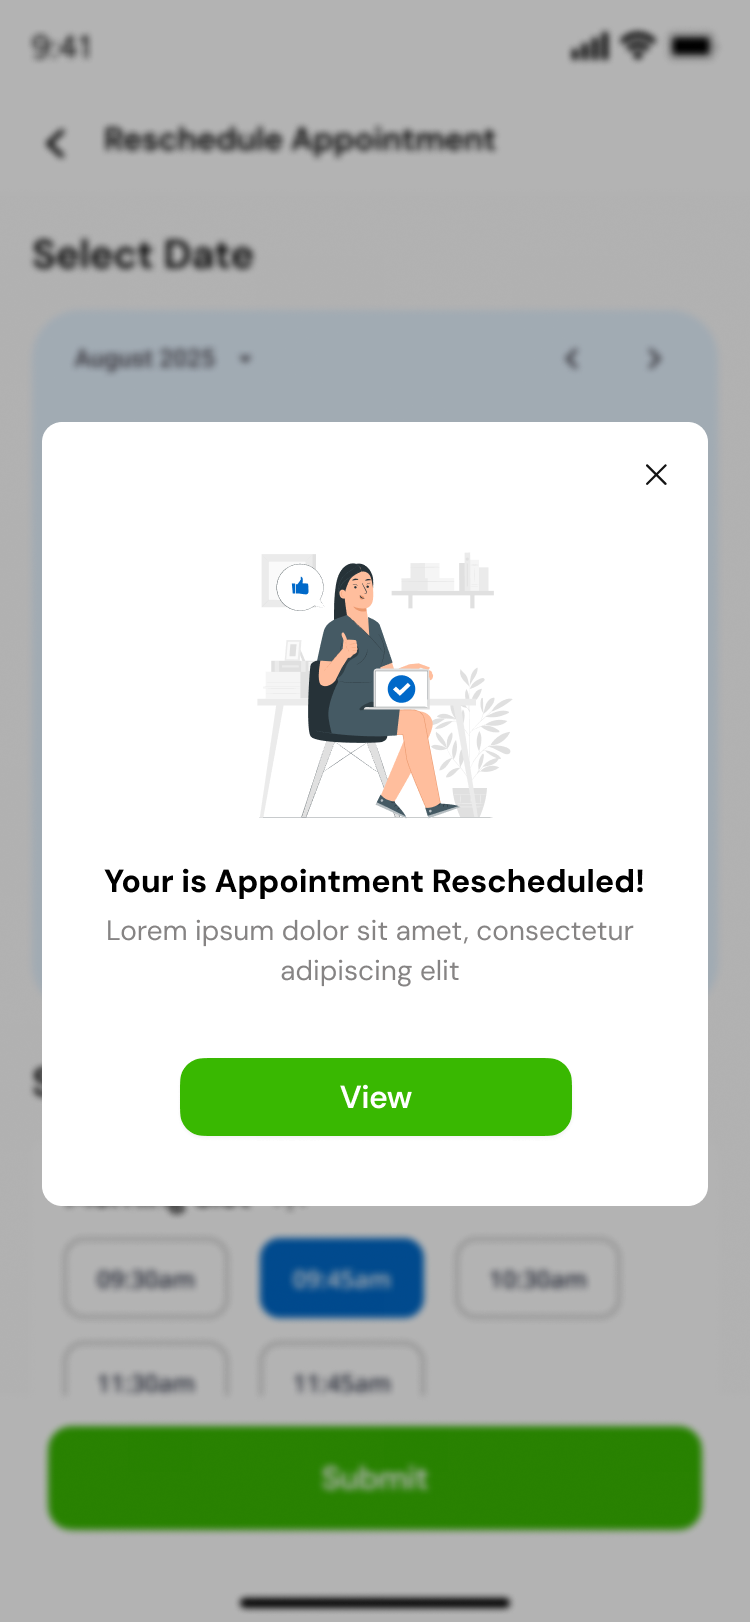 9:41
Reschedule Appointment
Select Date
August 2025
Your is Appointment Rescheduled!
Lorem ipsum dolor sit amet, consectetur
adipiscing elit
View
09:30am 09:45am 10:30am
11:30am 11:45am
Submit